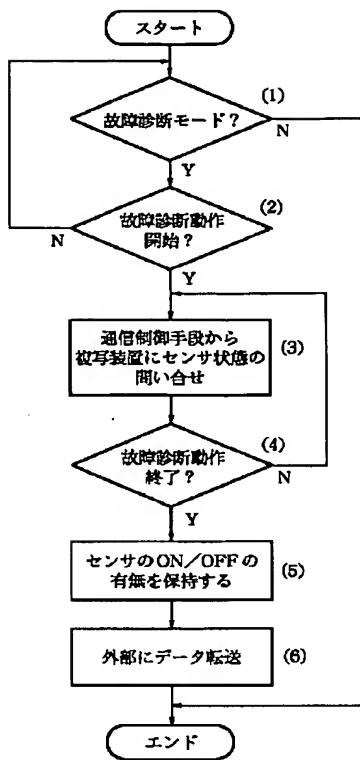 スタート
(1)
故障診断モード？
N
Y
(2)
故障診断動作
開始？
N
Y
通信制御手段から
複写装置にセンサ状態の
問い合せ
(3)
(4)
故障診断動作
終了？
N
Y
センサのON／OFFの
有無を保持する
(5)
外部にデータ転送
(6)
エンド